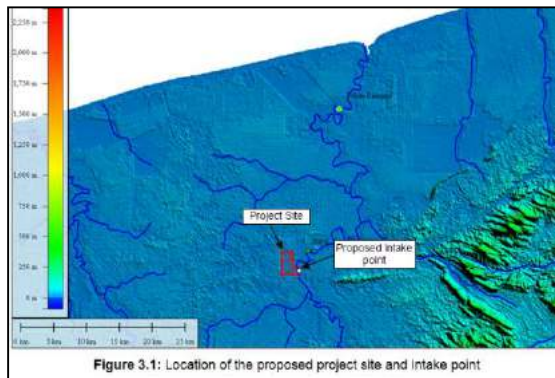 2,250 m
2,000 m
1,750 m
1,500 m
1,250 m
1,000 m
750 m
500 m
250 m
0 m
Project Site
Proposed intake
point
0 km 5 km 10 km 15 km 20 km 25 km
Figure 3.1: Location of the proposed project site and intake point